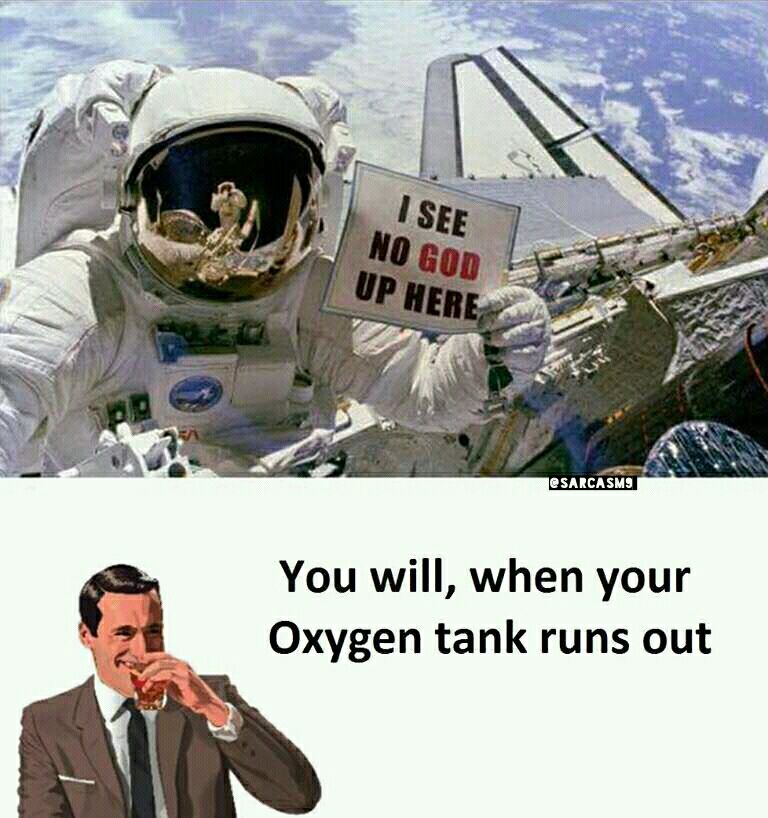 I SEE
NO GOD
UP HERE
@SARCASM9
You will, when your
Oxygen tank runs out